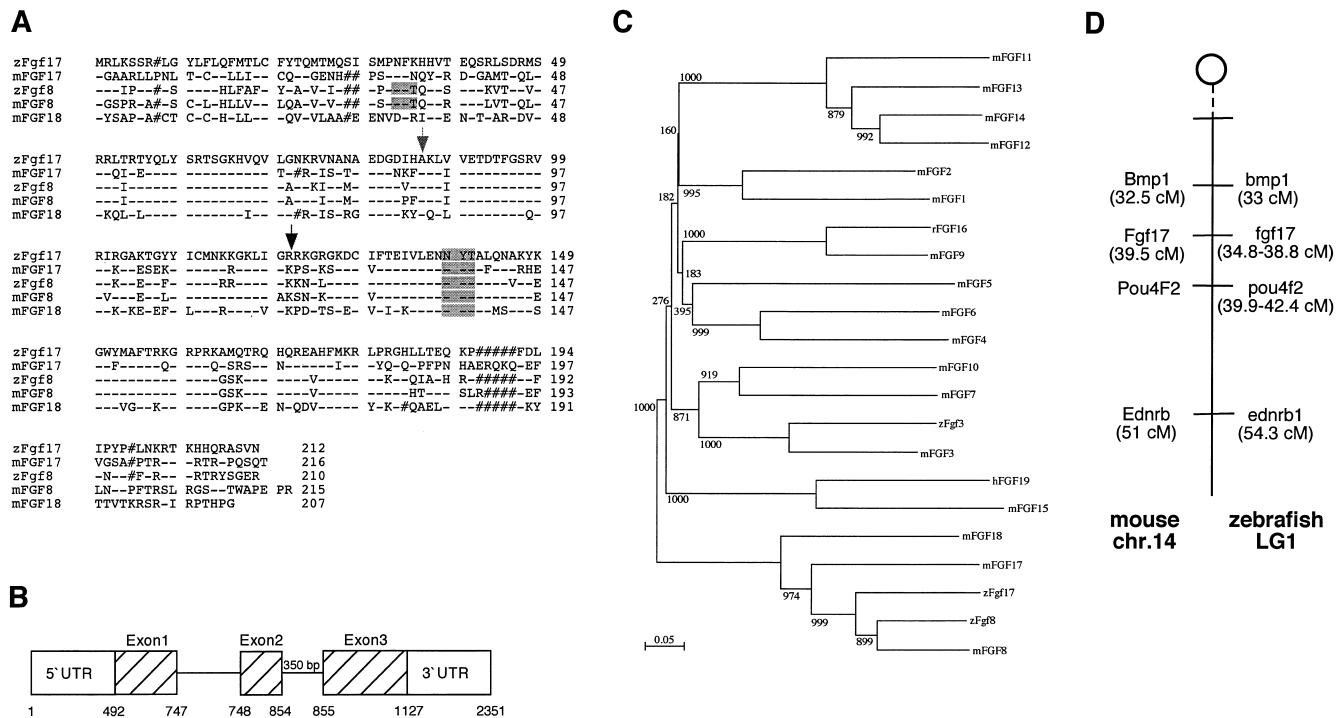 A
zFgf17 MRLKSSR#LG YLFLQFMTLC FYTQMTMQSI SMPNFKHHVT EQSRLSDRMS 49
mFGF17 -GAARLLPNL T-C--LLI-- CQ--GENH## PS---NQY-R D-GAMT-QL- 48
zFgf8 ----IP--#-S ----HLFAF- Y-A-V-I-## -P----TQ-- S---KVT--V- 47
mFGF8 -GSPR-A#S- C-L-HLLV-- LQA-V-V-## ------TQ-- ---LVT-QL- 47
mFGF18 -YSAP-A#CT C-C-H-LL-- -QV-VLAA#E ENVD-RI--E N-T-AR-DV- 48
zFgf17 RRLTRTYQLY SRTSGKHVQV LGNKRVNANA EDGDIHAKLV VETDTFGSRV 99
mFGF17 --QI-E---- ---------- T-#R-IS-T- ---NKF---I ---------- 97
zFgf8 ---I------ ---------- -A--KI--M- ----V----I ---------- 97
mFGF8 ---I------ ---------- -A---I--M- ----PF---I ---------- 97
mFGF18 -KQL-L---- -------I-- -#R-IS-RG ----KY-Q-L ---------Q- 97
zFgf17 RIRGAKTGYY ICMNKKGKLI GRRKGRGKDC IFTEIVLENN YTALQNAKYK 149
mFGF17 --K--ESEK- -----R---- -KPS-KS--- V--------- ----F---RHE 147
zFgf8 --K--E--F- ----RR---- -KKN-L---- ---------- -------V--E 147
mFGF8 -V---E--L- ---------- AKSN-K---- V--------- ---------E 147
mFGF18 --K-KE-EF- L---R----V -KPD-TS-E- V-I-K----- ---MS---S 147
zFgf17 GWYMAFTRKG RPRKAMQTRQ HQREAHFMKR LPRGHLLTEQ KP#####FDL 194
mFGF17 --F-----Q- ---Q-SRS-- N-----I--- -YQ-Q-PFPN HAERQKQ-EF 197
zFgf8 ---------- ----GSK--- -----V---- ---K--QIA-H R-#####--F 192
mFGF8 ---------- ----GSK--- -----V---- ------HT-- SLR####-EF 193
mFGF18 --VG--K--- ----GPK--E N-QDV----- Y-K-#QAEL- --#####-KY 191
zFgf17 IPYP#LNKRT KHHQRASVN 212
mFGF17 VGSA#PTR-- -RTR-PQSQT 216
zFgf8 -N--#F-R-- -RTRYSGER 210
mFGF8 LN--PFTRSL RGS--TWAPE PR 215
mFGF18 TTVTKRSR-I RPTHPG 207
B
Exon1 Exon2 Exon3
5`UTR 350 bp 3`UTR
1 492 747 748 854 855 1127 2351
C
mFGF11
1000
mFGF13
879
mFGF14
992
mFGF12
160
mFGF2
995
mFGF1
182
rFGF16
1000
mFGF9
183
mFGF5
276
395
mFGF6
999
mFGF4
mFGF10
919
mFGF7
1000
871
zFgf3
1000
mFGF3
hFGF19
1000
mFGF15
mFGF18
mFGF17
974
zFgf17
999
zFgf8
899
mFGF8
0.05
D
Bmp1 bmp1
(32.5 cM) (33 cM)
Fgf17 fgf17
(39.5 cM) (34.8-38.8 cM)
Pou4F2 pou4f2
(39.9-42.4 cM)
Ednrb ednrb1
(51 cM) (54.3 cM)
mouse zebrafish
chr.14 LG1